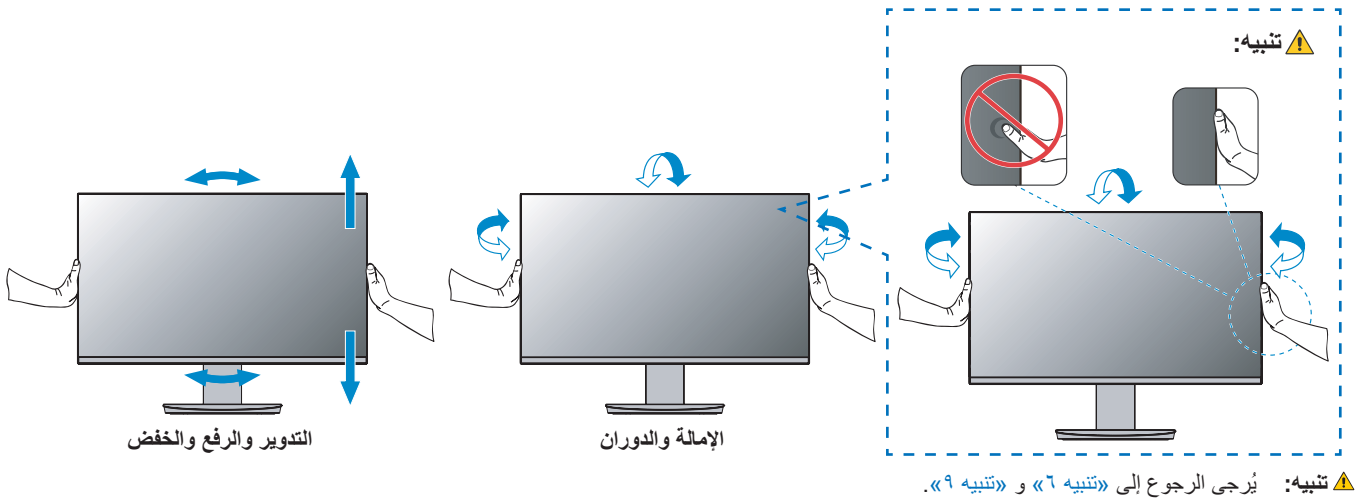 تنبيه:
التدوير والرفع والخفض
الإمالة والدوران
تنبيه: يُرجى الرجوع إلى «تنبيه ٦» و «تنبيه ٩».